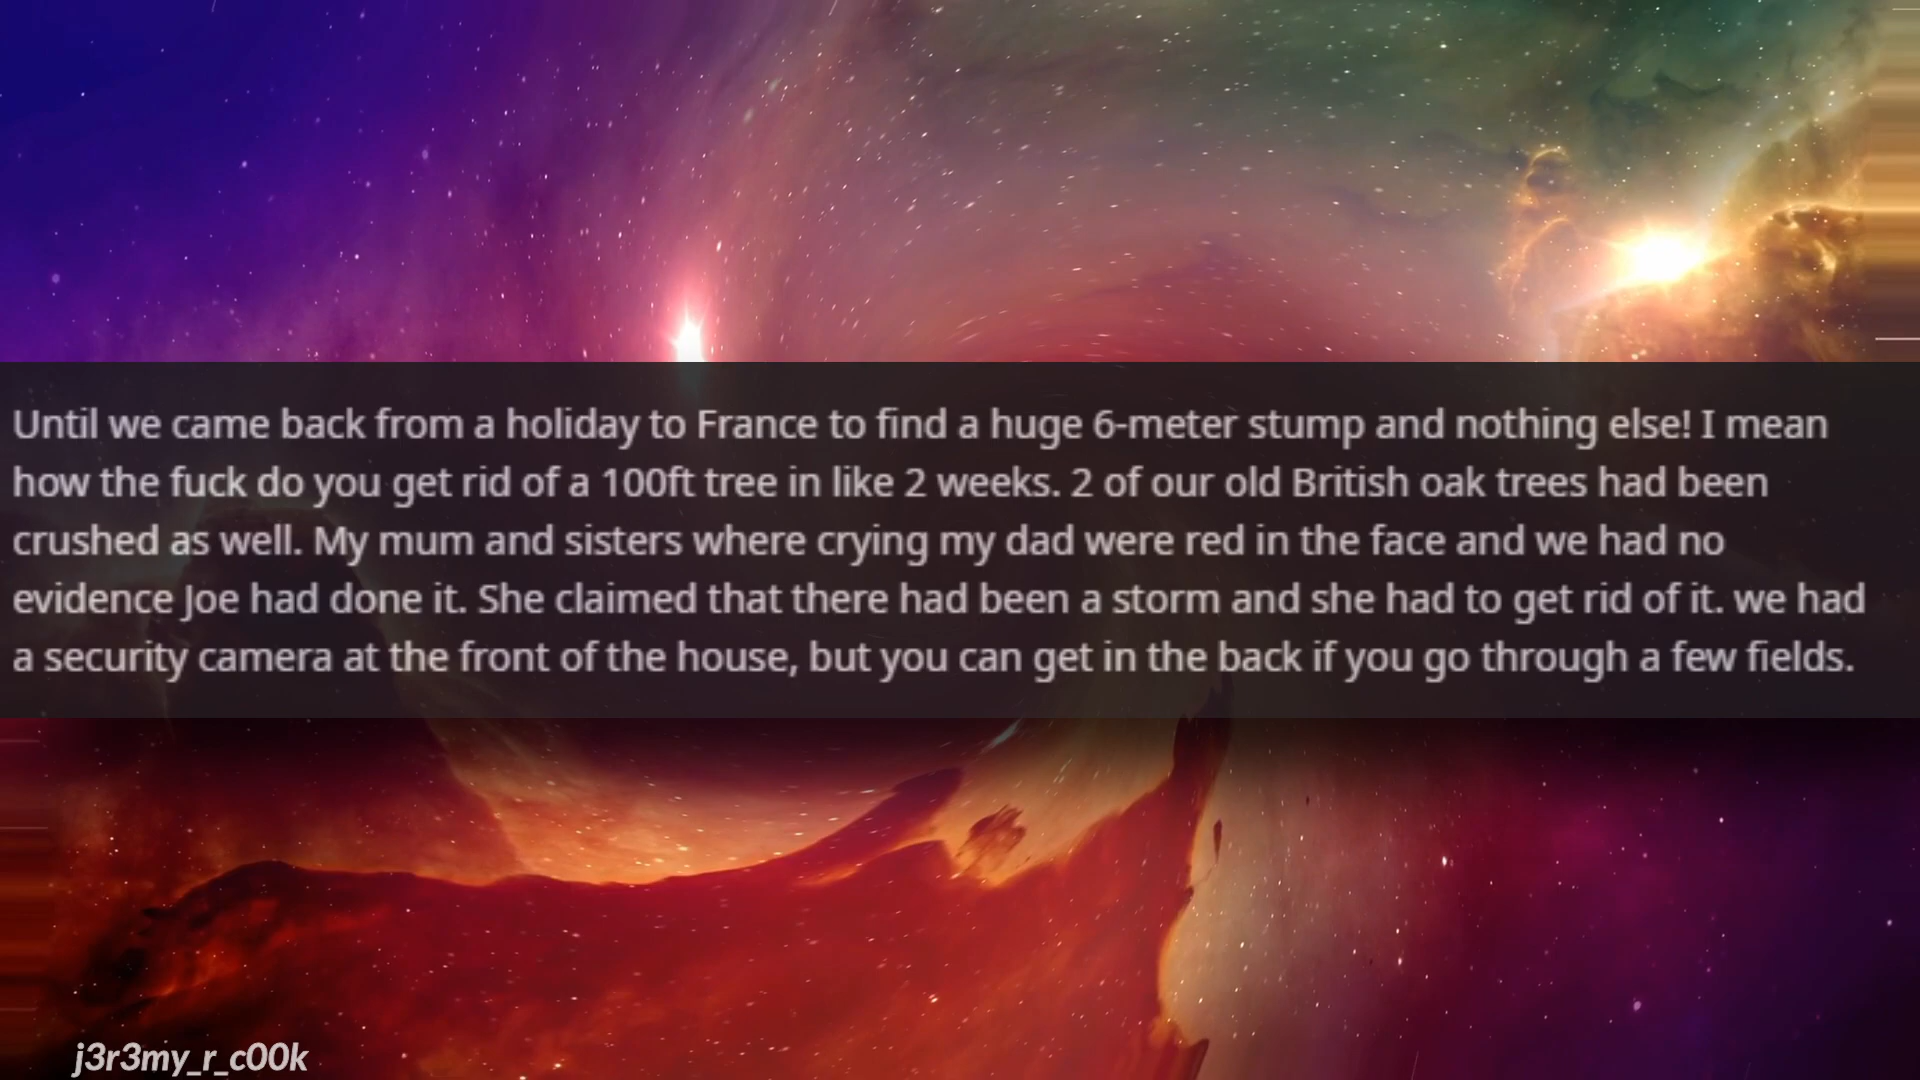 Until we came back from a holiday to France to find a huge 6-meter stump and nothing else! I mean
how the fuck do you get rid of a 100ft tree in like 2 weeks. 2 of our old British oak trees had been
crushed as well. My mum and sisters where crying my dad were red in the face and we had no
evidence Joe had done it. She claimed that there had been a storm and she had to get rid of it. we had
a security camera at the front of the house, but you can get in the back if you go through a few fields.
j3r3my_r_c00k